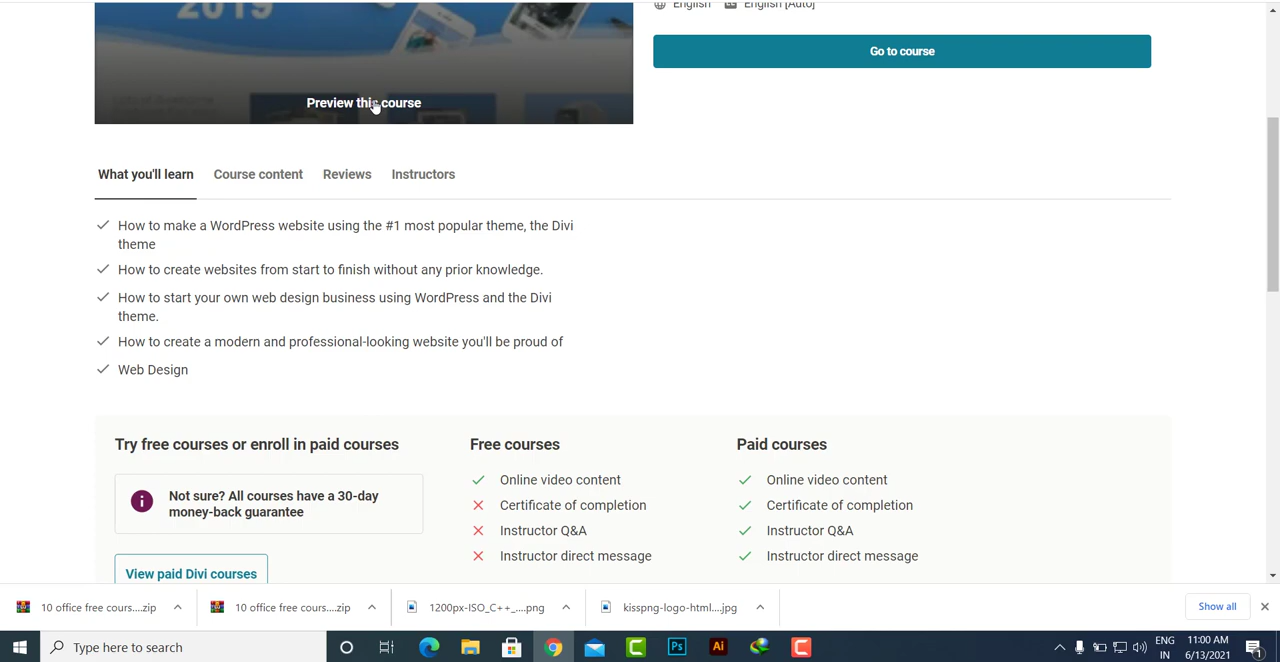 2019
English English [Auto]
Go to course
Preview this course
What you'll learn Course content Reviews Instructors
How to make a WordPress website using the #1 most popular theme, the Divi
theme
How to create websites from start to finish without any prior knowledge.
How to start your own web design business using WordPress and the Divi
theme.
How to create a modern and professional-looking website you'll be proud of
Web Design
Try free courses or enroll in paid courses
Free courses
Paid courses
Not sure? All courses have a 30-day
money-back guarantee
Online video content
Certificate of completion
Instructor Q&A
Instructor direct message
Online video content
Certificate of completion
Instructor Q&A
Instructor direct message
View paid Divi courses
10 office free cours....zip
10 office free cours....zip
1200px-ISO_C++_....png
kisspng-logo-html....jpg
Show all
Type here to search
Ps
Ai
ENG
IN
11:00 AM
6/13/2021
1